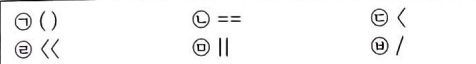 ㉠ ( ) ㉡ == ㉢ <
㉣ << ㉤ || ㉥ /